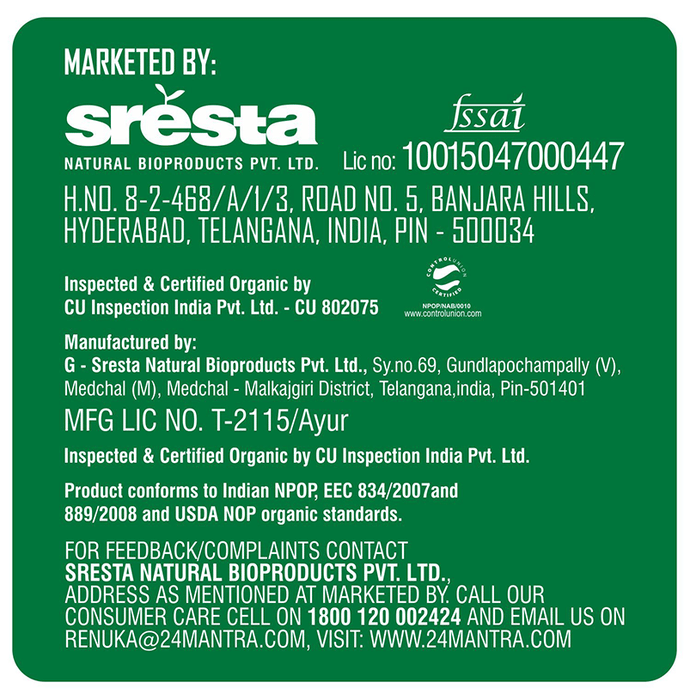 MARKETED BY:
sresta
NATURAL BIOPRODUCTS PVT. LTD.
fssai
Lic no: 10015047000447
H.NO. 8-2-468/A/1/3, ROAD NO. 5, BANJARA HILLS,
HYDERABAD, TELANGANA, INDIA, PIN - 500034
Inspected & Certified Organic by
CU Inspection India Pvt. Ltd. - CU 802075
CONTROLUNION
CERTIFIED
NPOP/NAB/0010
www.controlunion.com
Manufactured by:
G - Sresta Natural Bioproducts Pvt. Ltd., Sy.no.69, Gundlapochampally (V),
Medchal (M), Medchal - Malkajgiri District, Telangana,india, Pin-501401
MFG LIC NO. T-2115/Ayur
Inspected & Certified Organic by CU Inspection India Pvt. Ltd.
Product conforms to Indian NPOP, EEC 834/2007and
889/2008 and USDA NOP organic standards.
FOR FEEDBACK/COMPLAINTS CONTACT
SRESTA NATURAL BIOPRODUCTS PVT. LTD.,
ADDRESS AS MENTIONED AT MARKETED BY. CALL OUR
CONSUMER CARE CELL ON 1800 120 002424 AND EMAIL US ON
RENUKA@24MANTRA.COM, VISIT: WWW.24MANTRA.COM